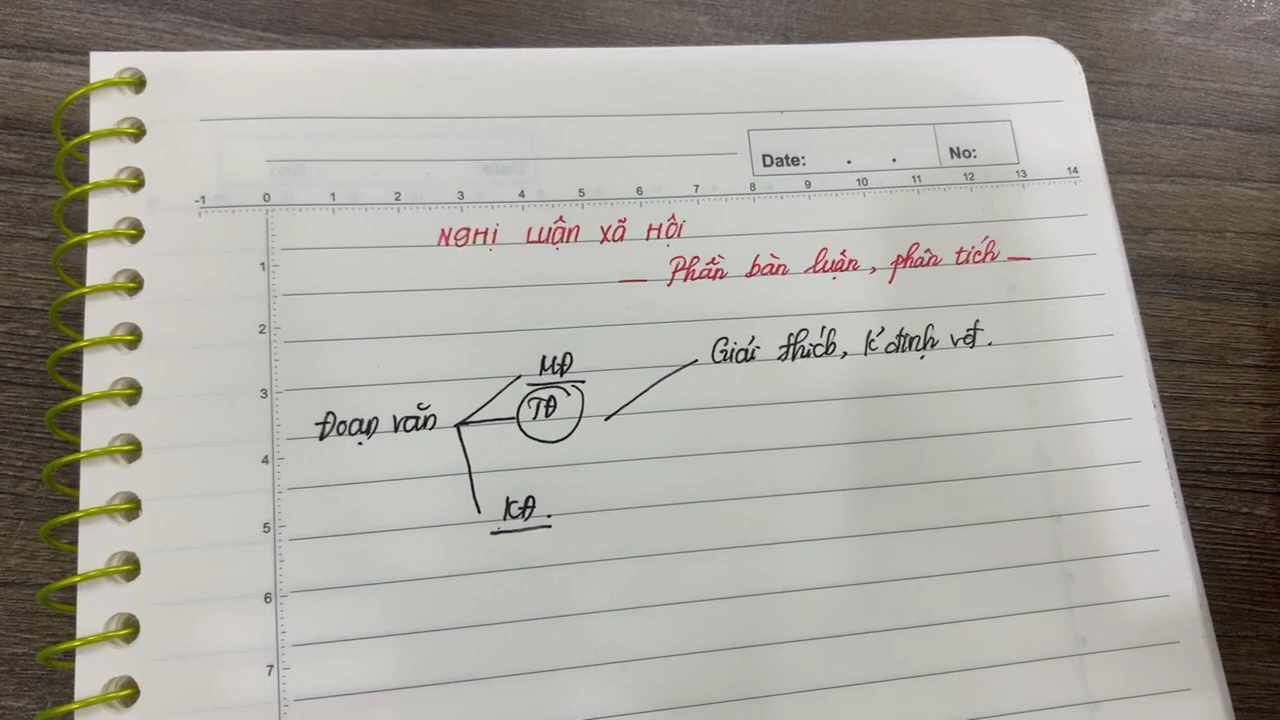 Date: . . No:
-1 0 1 2 3 4 5 6 7 8 9 10 11 12 13 14
NGHỊ LUẬN XÃ HỘI
— Phần bàn luận, phân tích —
1
2
Giải thích, k định vđ.
MĐ
3
Đoạn văn
TĐ
4
KĐ.
5
6
7